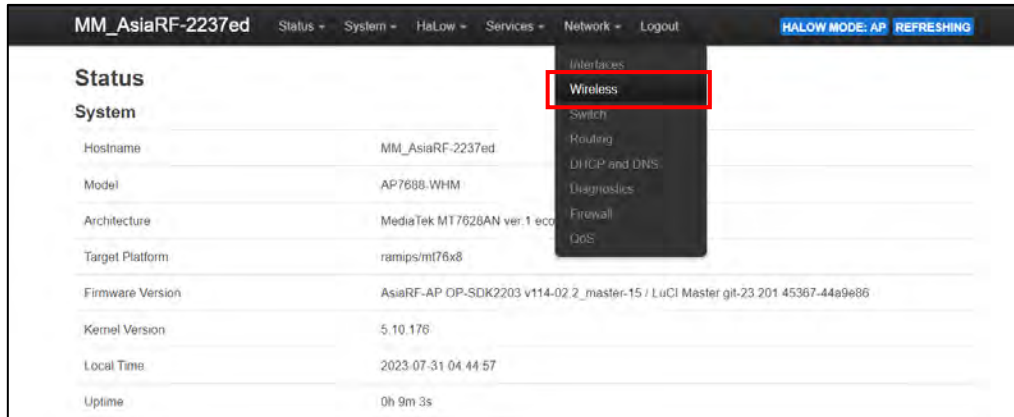 MM_AsiaRF-2237ed Status System HaLow Services Network Logout HALOW MODE: AP REFRESHING
Interfaces
Wireless
Switch
Routing
DHCP and DNS
Diagnostics
Firewall
QoS
Status
System
Hostname MM_AsiaRF-2237ed
Model AP7688-WHM
Architecture MediaTek MT7628AN ver:1 eco
Target Platform ramips/mt76x8
Firmware Version AsiaRF-AP OP-SDK2203 v114-02.2_master-15 / LuCI Master git-23.201.45367-44a9e86
Kernel Version 5.10.176
Local Time 2023-07-31 04:44:57
Uptime 0h 9m 3s